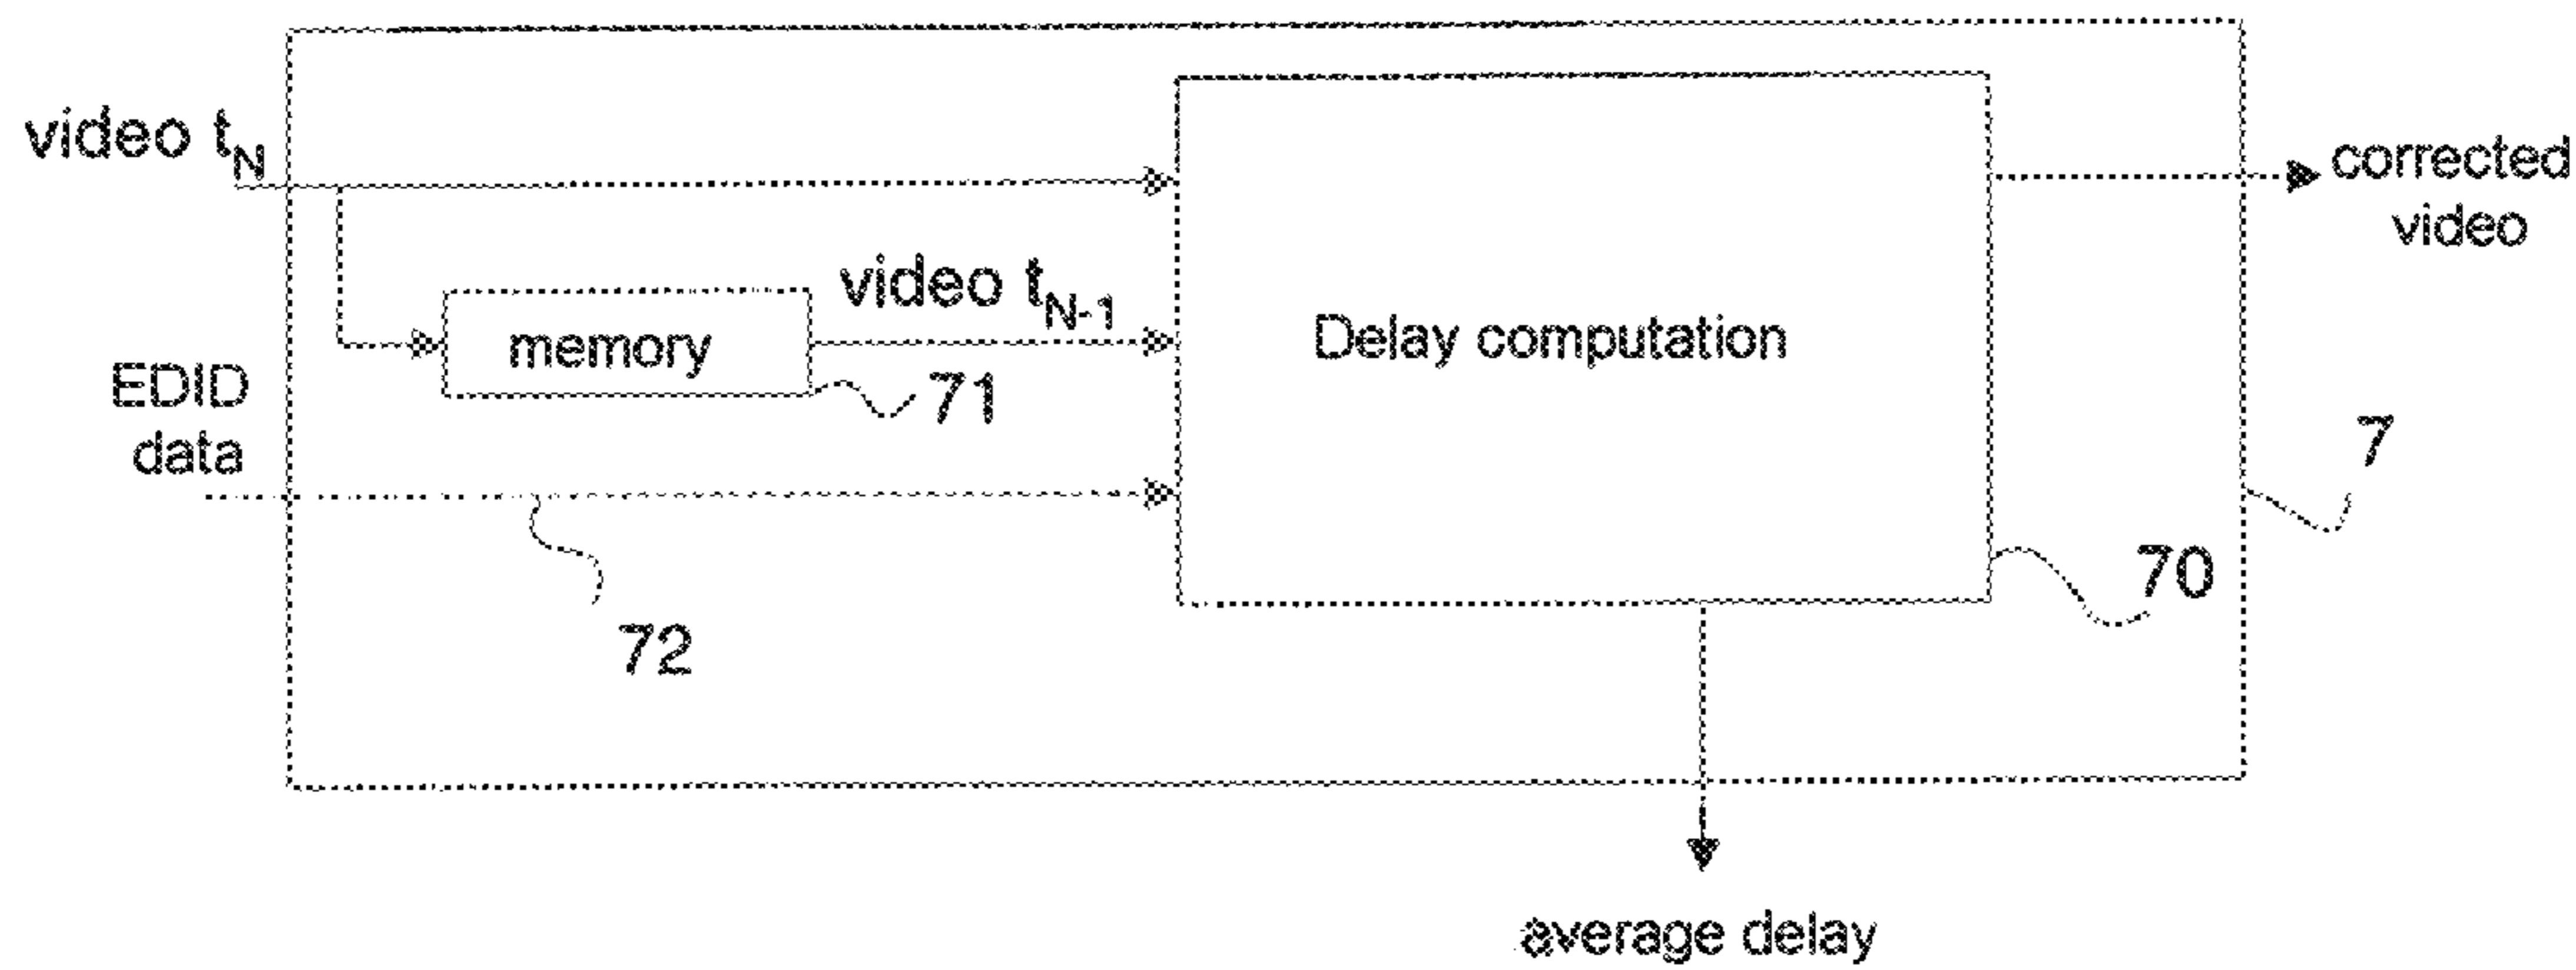 video tN
corrected
video
video tN-1
memory
Delay computation
71
EDID
data
7
70
72
average delay